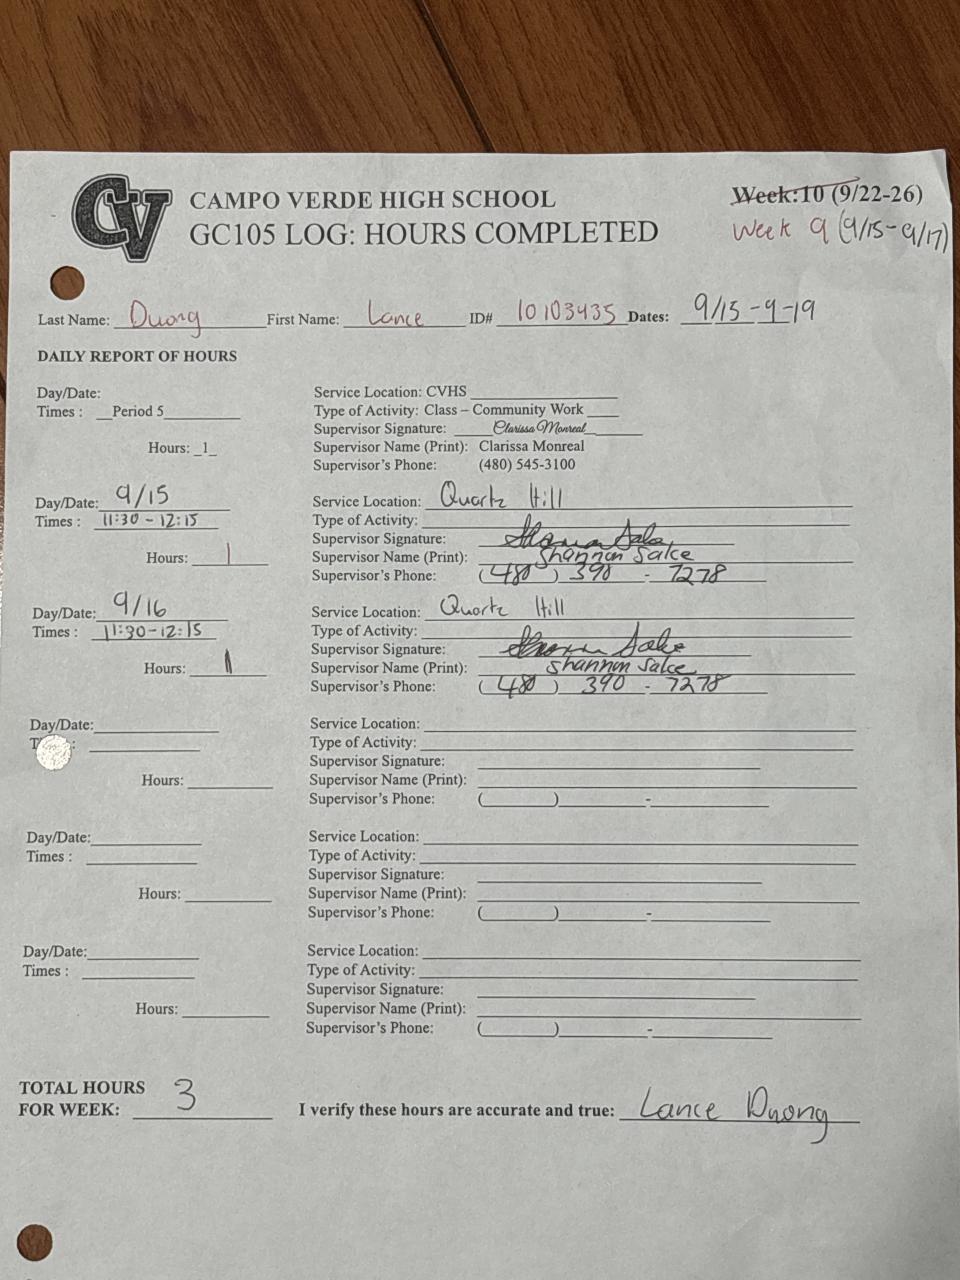 CV
CAMPO VERDE HIGH SCHOOL
GC105 LOG: HOURS COMPLETED
Week:10 (9/22-26)
Week 9 (9/15-9/17)
Last Name: Duong First Name: Lance ID# 10103435 Dates: 9/15 -9-19
DAILY REPORT OF HOURS
Day/Date:
Times : Period 5
Hours: 1
Service Location: CVHS
Type of Activity: Class – Community Work
Supervisor Signature: Clarissa Monreal
Supervisor Name (Print): Clarissa Monreal
Supervisor's Phone: (480) 545-3100
Day/Date: 9/15
Times : 11:30 - 12:15
Hours: 1
Service Location: Quartz Hill
Type of Activity:
Supervisor Signature: Shannon Sake
Supervisor Name (Print): Shannon Sake
Supervisor's Phone: (480) 390 - 7278
Day/Date: 9/16
Times : 11:30-12:15
Hours: 1
Service Location: Quartz Hill
Type of Activity:
Supervisor Signature: Shannon Sake
Supervisor Name (Print): Shannon Sake
Supervisor's Phone: (480) 390 - 7278
Day/Date:
Hours:
Service Location:
Type of Activity:
Supervisor Signature:
Supervisor Name (Print):
Supervisor's Phone: ( ) -
Day/Date:
Times :
Hours:
Service Location:
Type of Activity:
Supervisor Signature:
Supervisor Name (Print):
Supervisor's Phone: ( ) -
Day/Date:
Times :
Hours:
Service Location:
Type of Activity:
Supervisor Signature:
Supervisor Name (Print):
Supervisor's Phone: ( ) -
TOTAL HOURS
FOR WEEK: 3
I verify these hours are accurate and true: Lance Duong